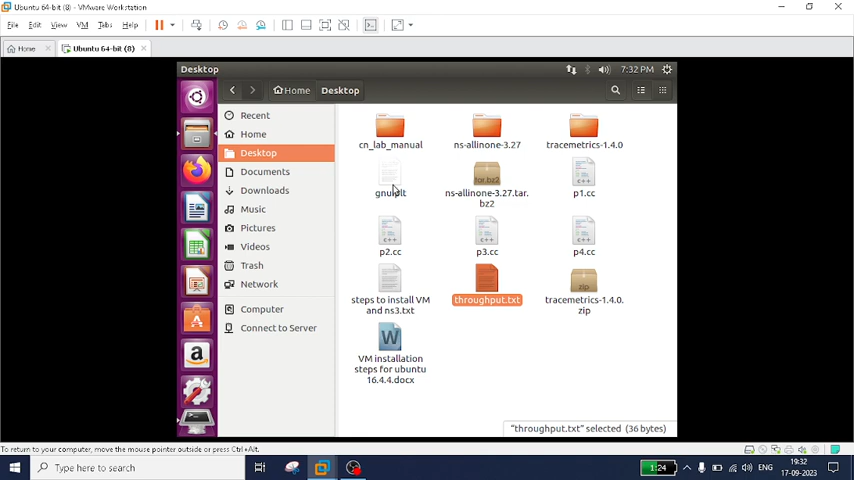 Ubuntu 64-bit (8) - VMware Workstation
File Edit View VM Tabs Help
Home Ubuntu 64-bit (8)
Desktop 7:32 PM
Home Desktop
Recent
Home
Desktop
Documents
Downloads
Music
Pictures
Videos
Trash
Network
Computer
Connect to Server
cn_lab_manual ns-allinone-3.27 tracemetrics-1.4.0
tar.bz2
ns-allinone-3.27.tar.
bz2
p1.cc
c++
c++ c++ c++
p2.cc p3.cc p4.cc
zip
steps to install VM
and ns3.txt
throughput.txt
tracemetrics-1.4.0.
zip
W
VM installation
steps for ubuntu
16.4.4.docx
"throughput.txt" selected (36 bytes)
To return to your computer, move the mouse pointer outside or press Ctrl+Alt.
Type here to search
1:24
ENG
19:32
17-09-2023